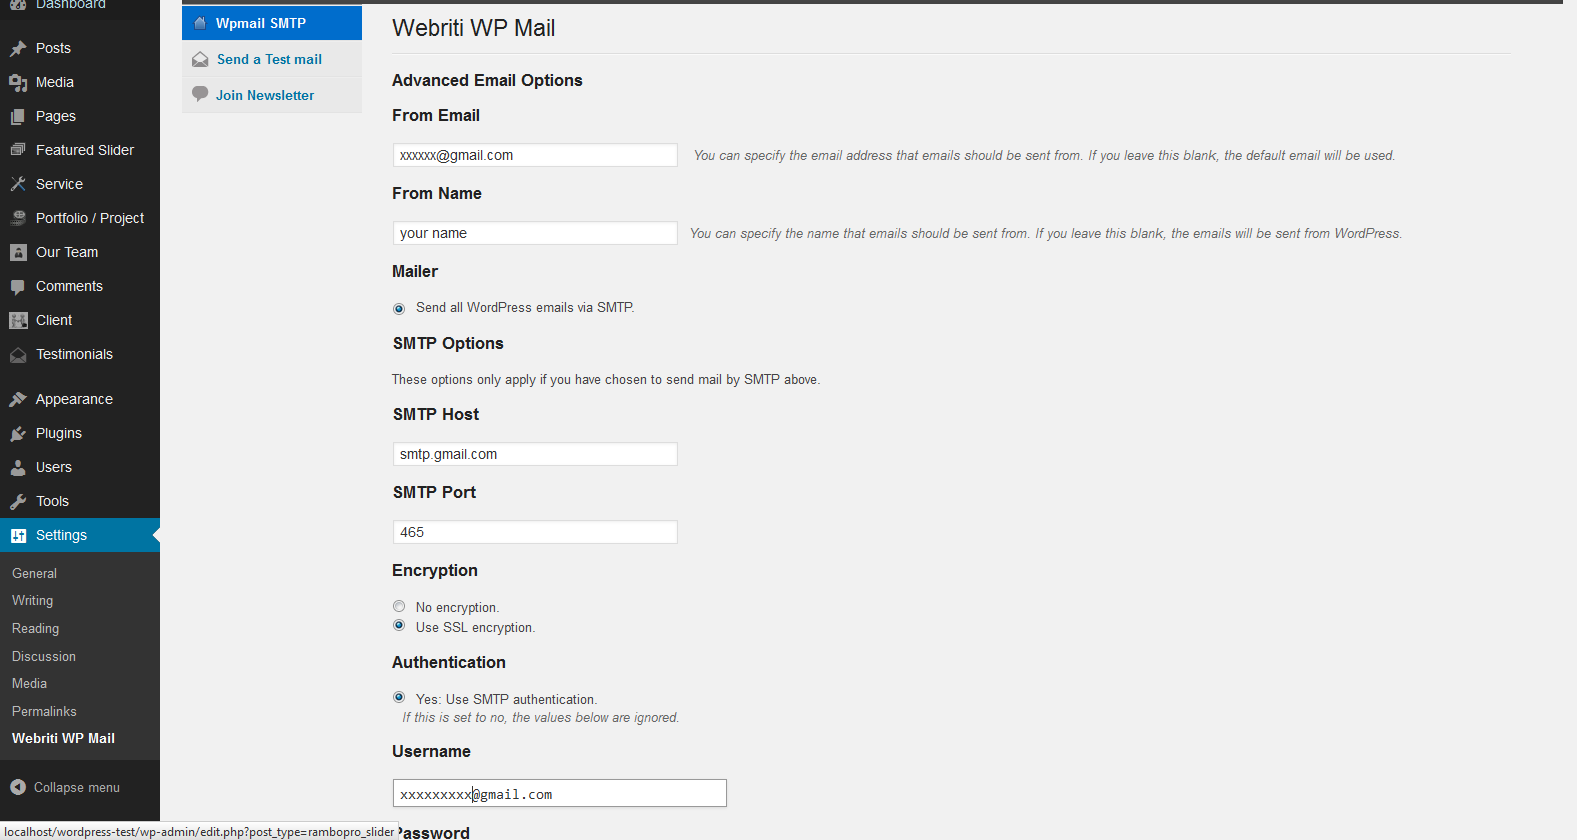 Dashboard
Posts
Media
Pages
Featured Slider
Service
Portfolio / Project
Our Team
Comments
Client
Testimonials
Appearance
Plugins
Users
Tools
Settings
General
Writing
Reading
Discussion
Media
Permalinks
Webriti WP Mail
Collapse menu
localhost/wordpress-test/wp-admin/edit.php?post_type=rambopro_slider
Wpmail SMTP
Send a Test mail
Join Newsletter
Webriti WP Mail
Advanced Email Options
From Email
xxxxxx@gmail.com You can specify the email address that emails should be sent from. If you leave this blank, the default email will be used.
From Name
your name You can specify the name that emails should be sent from. If you leave this blank, the emails will be sent from WordPress.
Mailer
Send all WordPress emails via SMTP.
SMTP Options
These options only apply if you have chosen to send mail by SMTP above.
SMTP Host
smtp.gmail.com
SMTP Port
465
Encryption
No encryption.
Use SSL encryption.
Authentication
Yes: Use SMTP authentication.
If this is set to no, the values below are ignored.
Username
xxxxxxxxx@gmail.com
Password